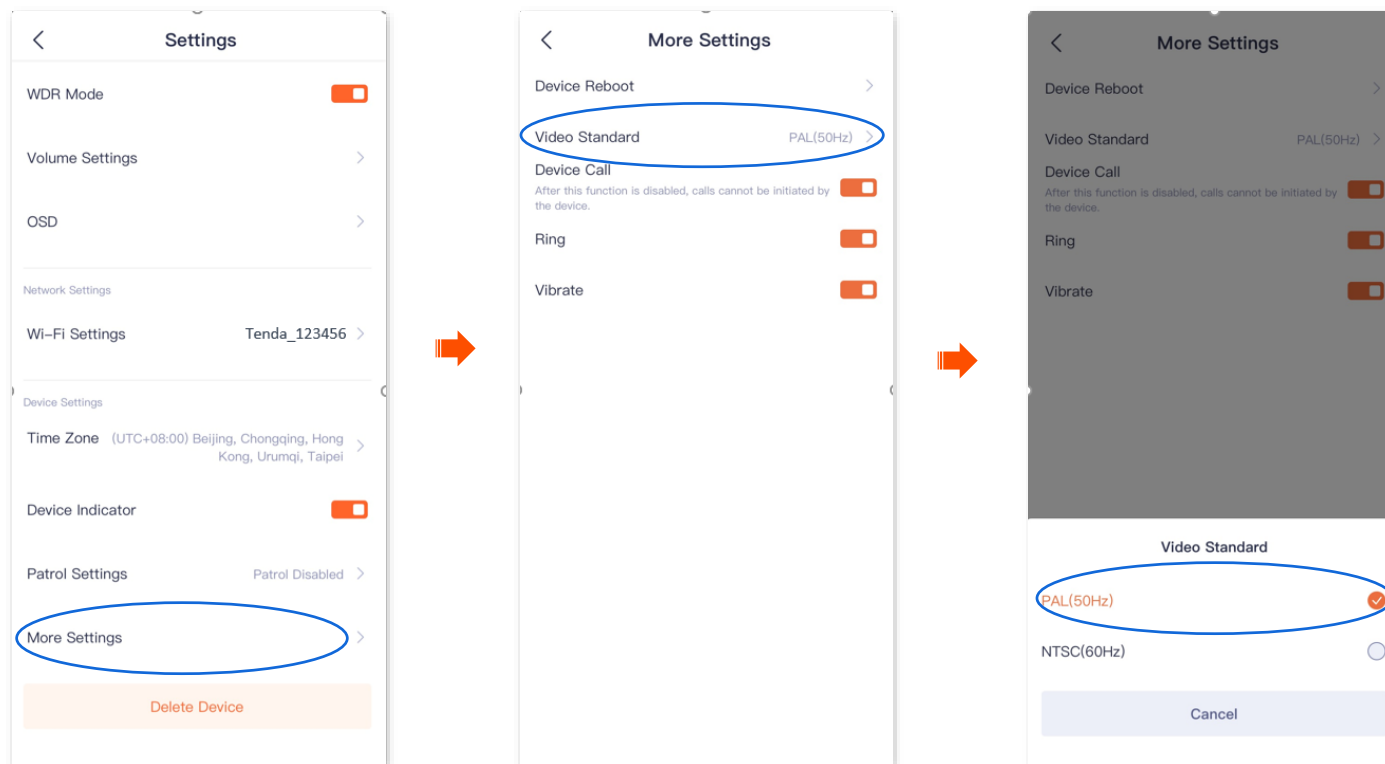 Settings
WDR Mode
Volume Settings
OSD
Network Settings
Wi-Fi Settings Tenda_123456
Device Settings
Time Zone (UTC+08:00) Beijing, Chongqing, Hong
Kong, Urumqi, Taipei
Device Indicator
Patrol Settings Patrol Disabled
More Settings
Delete Device
More Settings
Device Reboot
Video Standard PAL(50Hz)
Device Call
After this function is disabled, calls cannot be initiated by
the device.
Ring
Vibrate
More Settings
Device Reboot
Video Standard PAL(50Hz)
Device Call
After this function is disabled, calls cannot be initiated by
the device.
Ring
Vibrate
Video Standard
PAL(50Hz)
NTSC(60Hz)
Cancel